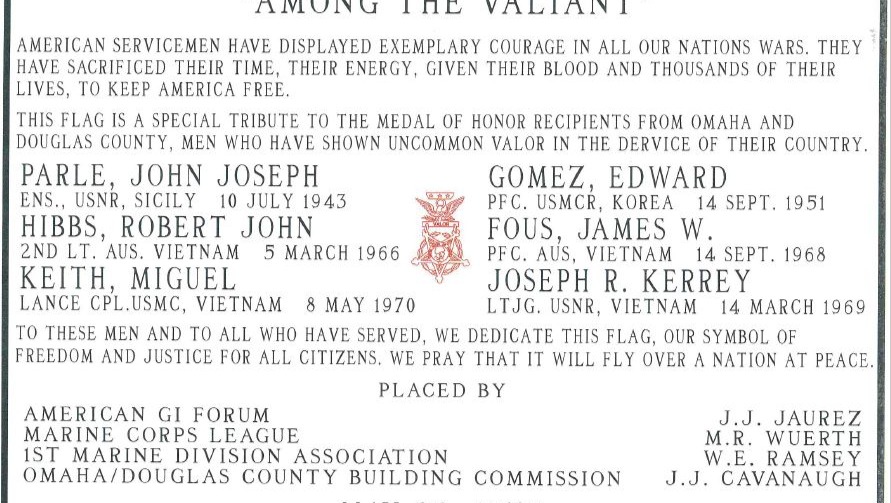 "AMONG THE VALIANT"
AMERICAN SERVICEMEN HAVE DISPLAYED EXEMPLARY COURAGE IN ALL OUR NATIONS WARS. THEY
HAVE SACRIFICED THEIR TIME, THEIR ENERGY, GIVEN THEIR BLOOD AND THOUSANDS OF THEIR
LIVES, TO KEEP AMERICA FREE.
THIS FLAG IS A SPECIAL TRIBUTE TO THE MEDAL OF HONOR RECIPIENTS FROM OMAHA AND
DOUGLAS COUNTY, MEN WHO HAVE SHOWN UNCOMMON VALOR IN THE DERVICE OF THEIR COUNTRY.
PARLE, JOHN JOSEPH
ENS., USNR, SICILY 10 JULY 1943
HIBBS, ROBERT JOHN
2ND LT. AUS. VIETNAM 5 MARCH 1966
KEITH, MIGUEL
LANCE CPL.USMC, VIETNAM 8 MAY 1970
GOMEZ, EDWARD
PFC. USMCR, KOREA 14 SEPT. 1951
FOUS, JAMES W.
PFC. AUS, VIETNAM 14 SEPT. 1968
JOSEPH R. KERREY
LTJG. USNR, VIETNAM 14 MARCH 1969
TO THESE MEN AND TO ALL WHO HAVE SERVED, WE DEDICATE THIS FLAG, OUR SYMBOL OF
FREEDOM AND JUSTICE FOR ALL CITIZENS. WE PRAY THAT IT WILL FLY OVER A NATION AT PEACE.
PLACED BY
AMERICAN GI FORUM J.J. JAUREZ
MARINE CORPS LEAGUE M.R. WUERTH
1ST MARINE DIVISION ASSOCIATION W.E. RAMSEY
OMAHA/DOUGLAS COUNTY BUILDING COMMISSION J.J. CAVANAUGH